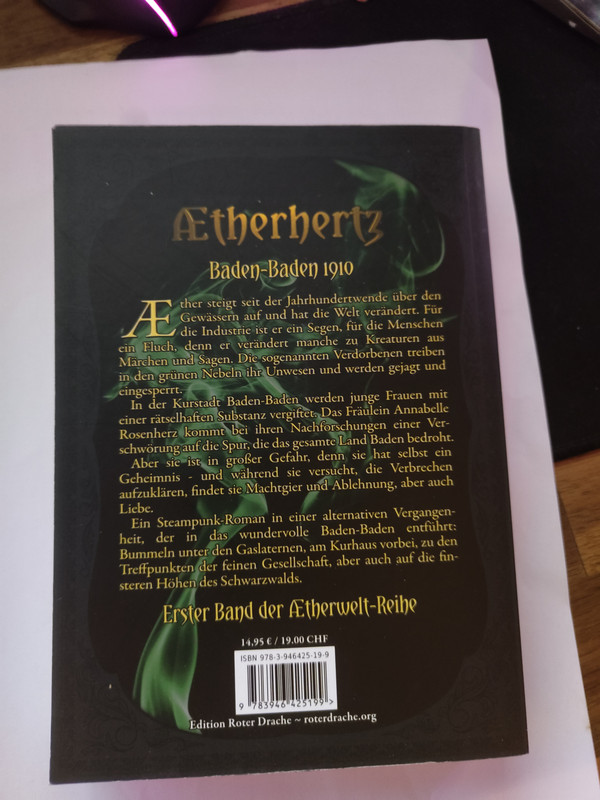 Ætherhertz
Baden-Baden 1910
Æther steigt seit der Jahrhundertwende über den
Gewässern auf und hat die Welt verändert. Für
die Industrie ist er ein Segen, für die Menschen
ein Fluch, denn er verändert manche zu Kreaturen aus
Märchen und Sagen. Die sogenannten Verdorbenen treiben
in den grünen Nebeln ihr Unwesen und werden gejagt und
eingesperrt.
In der Kurstadt Baden-Baden werden junge Frauen mit
einer rätselhaften Substanz vergiftet. Das Fräulein Annabelle
Rosenherz kommt bei ihren Nachforschungen einer Ver-
schwörung auf die Spur, die das gesamte Land Baden bedroht.
Aber sie ist in großer Gefahr, denn sie hat selbst ein
Geheimnis - und während sie versucht, die Verbrechen
aufzuklären, findet sie Machtgier und Ablehnung, aber auch
Liebe.
Ein Steampunk-Roman in einer alternativen Vergangen-
heit, der in das wundervolle Baden-Baden entführt:
Bummeln unter den Gaslaternen, am Kurhaus vorbei, zu den
Treffpunkten der feinen Gesellschaft, aber auch auf die fin-
steren Höhen des Schwarzwalds.
Erster Band der Ætherwelt-Reihe
14,95 € / 19.00 CHF
ISBN 978-3-946425-19-9
9 783946 425199 >
Edition Roter Drache ~ roterdrache.org